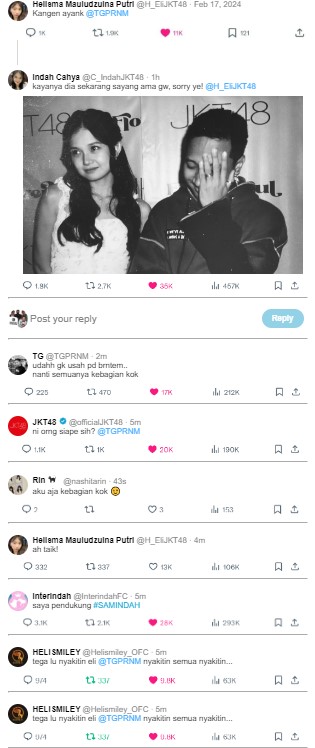 Helisma Mauludzuina Putri @H_EliJKT48 · Feb 17, 2024
Kangen ayank @TGPRNM
1K 1.9K 11K 121
Indah Cahya @C_IndahJKT48 · 1h
kayanya dia sekarang sayang ama gw, sorry ye! @H_EliJKT48
JKT48
1.8K 2.7K 35K 457K
Post your reply
Reply
TG @TGPRNM · 2m
udahh gk usah pd brntem..
nanti semuanya kebagian kok
225 470 17K 212K
JKT48 @officialJKT48 · 5m
ni orng siape sih? @TGPRNM
1.1K 1K 20K 190K
Rin @nashitarin · 43s
aku aja kebagian kok
2 3 153
Helisma Mauludzuina Putri @H_EliJKT48 · 4m
ah taik!
332 337 13K 106K
Interindah @InterindahFC · 5m
saya pendukung #SAMINDAH
3.1K 2.1K 38K 293K
HELISMILEY @Helismiley_OFC · 5m
tega lu nyakitin eli @TGPRNM nyakitin semua nyakitin...
974 337 9.8K 63K
HELISMILEY @Helismiley_OFC · 5m
tega lu nyakitin eli @TGPRNM nyakitin semua nyakitin...
974 337 9.8K 63K